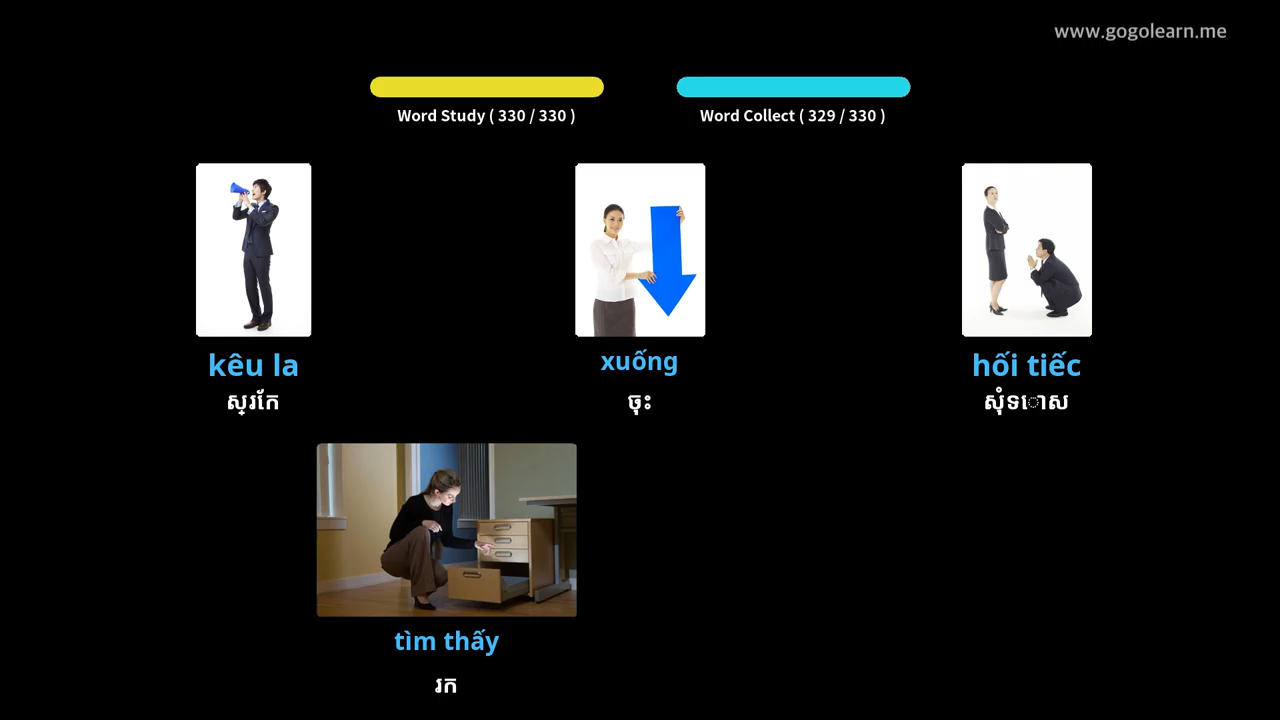 www.gogolearn.me
Word Study ( 330 / 330 )
Word Collect ( 329 / 330 )
kêu la
ស្រកែ
xuống
ចុះ
hối tiếc
សុំទោស
tìm thấy
រក